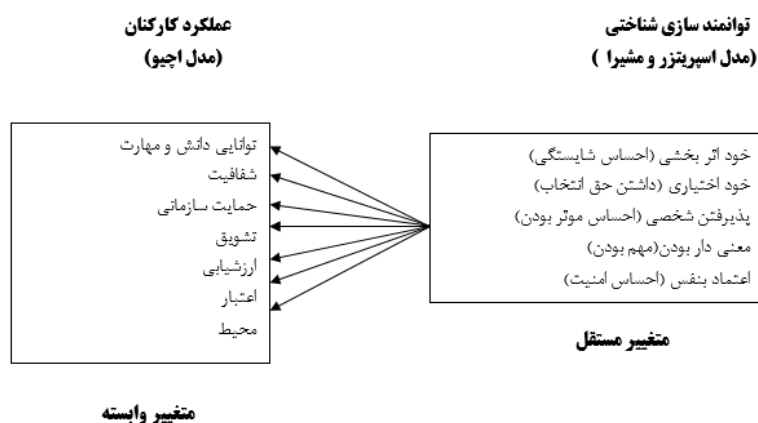 توانمند سازی شناختی
(مدل اسپریتزر و مشیرا )
خود اثر بخشی (احساس شایستگی)
خود اختیاری (داشتن حق انتخاب)
پذیرفتن شخصی (احساس موثر بودن)
معنی دار بودن(مهم بودن)
اعتماد بنفس (احساس امنیت)
متغییر مستقل
عملکرد کارکنان
(مدل اچیو)
توانایی دانش و مهارت
شفافیت
حمایت سازمانی
تشویق
ارزشیابی
اعتبار
محیط
متغییر وابسته